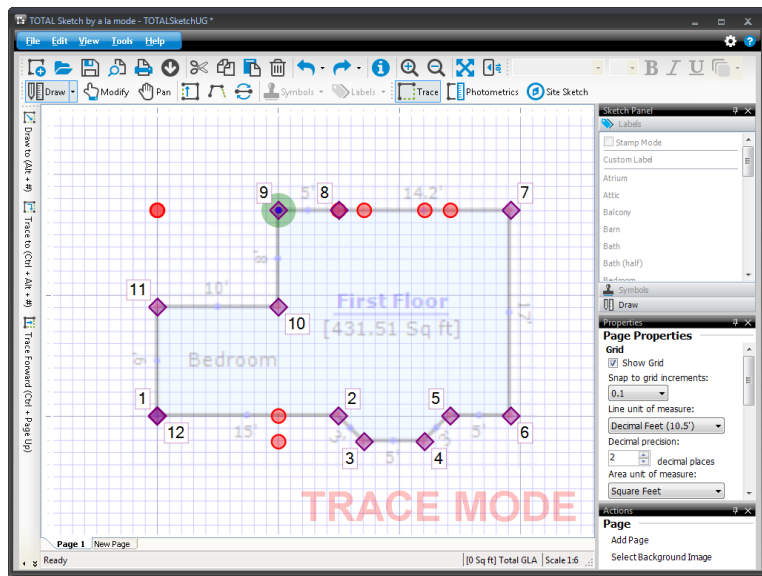 TOTAL Sketch by a la mode - TOTALSketchUG *
File Edit View Tools Help
B I U
Draw Modify Pan Symbols Labels Trace Photometrics Site Sketch
Draw to (Alt + #)
Trace to (Ctrl + Alt + #)
Trace Forward (Ctrl + Page Up)
9 5' 8 14.2' 7
8'
11 10'
10
First Floor
[431.51 Sq ft]
17'
9'
Bedroom
1 2 5
12 15' 3' 3' 5' 6
3 5' 4
TRACE MODE
Page 1 New Page
Ready [0 Sq ft] Total GLA Scale 1:6
Sketch Panel
Labels
Stamp Mode
Custom Label
Atrium
Attic
Balcony
Barn
Bath
Bath (half)
Bedroom
Symbols
Draw
Properties
Page Properties
Grid
Show Grid
Snap to grid increments:
0.1
Line unit of measure:
Decimal Feet (10.5')
Decimal precision:
2 decimal places
Area unit of measure:
Square Feet
Actions
Page
Add Page
Select Background Image